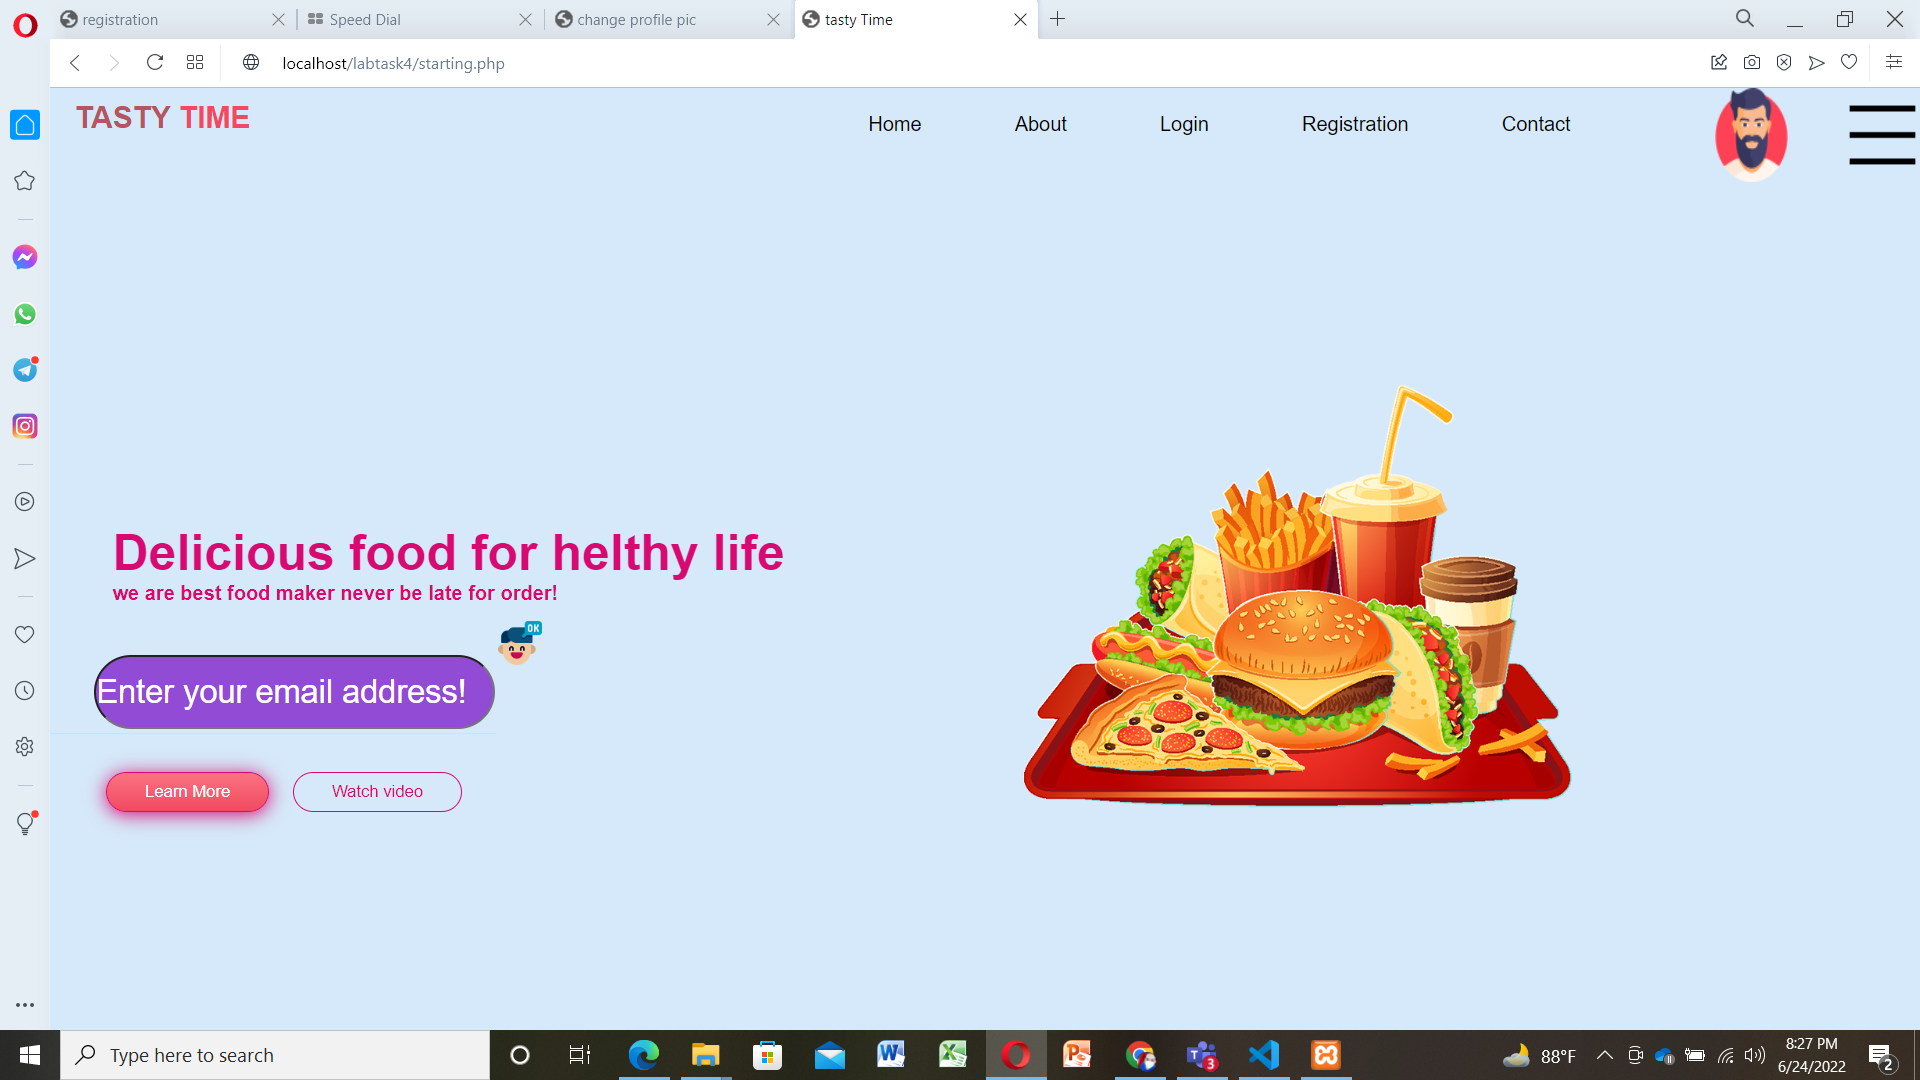 registration
Speed Dial
change profile pic
tasty Time
localhost/labtask4/starting.php
TASTY TIME
Home
About
Login
Registration
Contact
Delicious food for helthy life
we are best food maker never be late for order!
OK
Enter your email address!
Learn More
Watch video
Type here to search
88°F
8:27 PM
6/24/2022
3
2